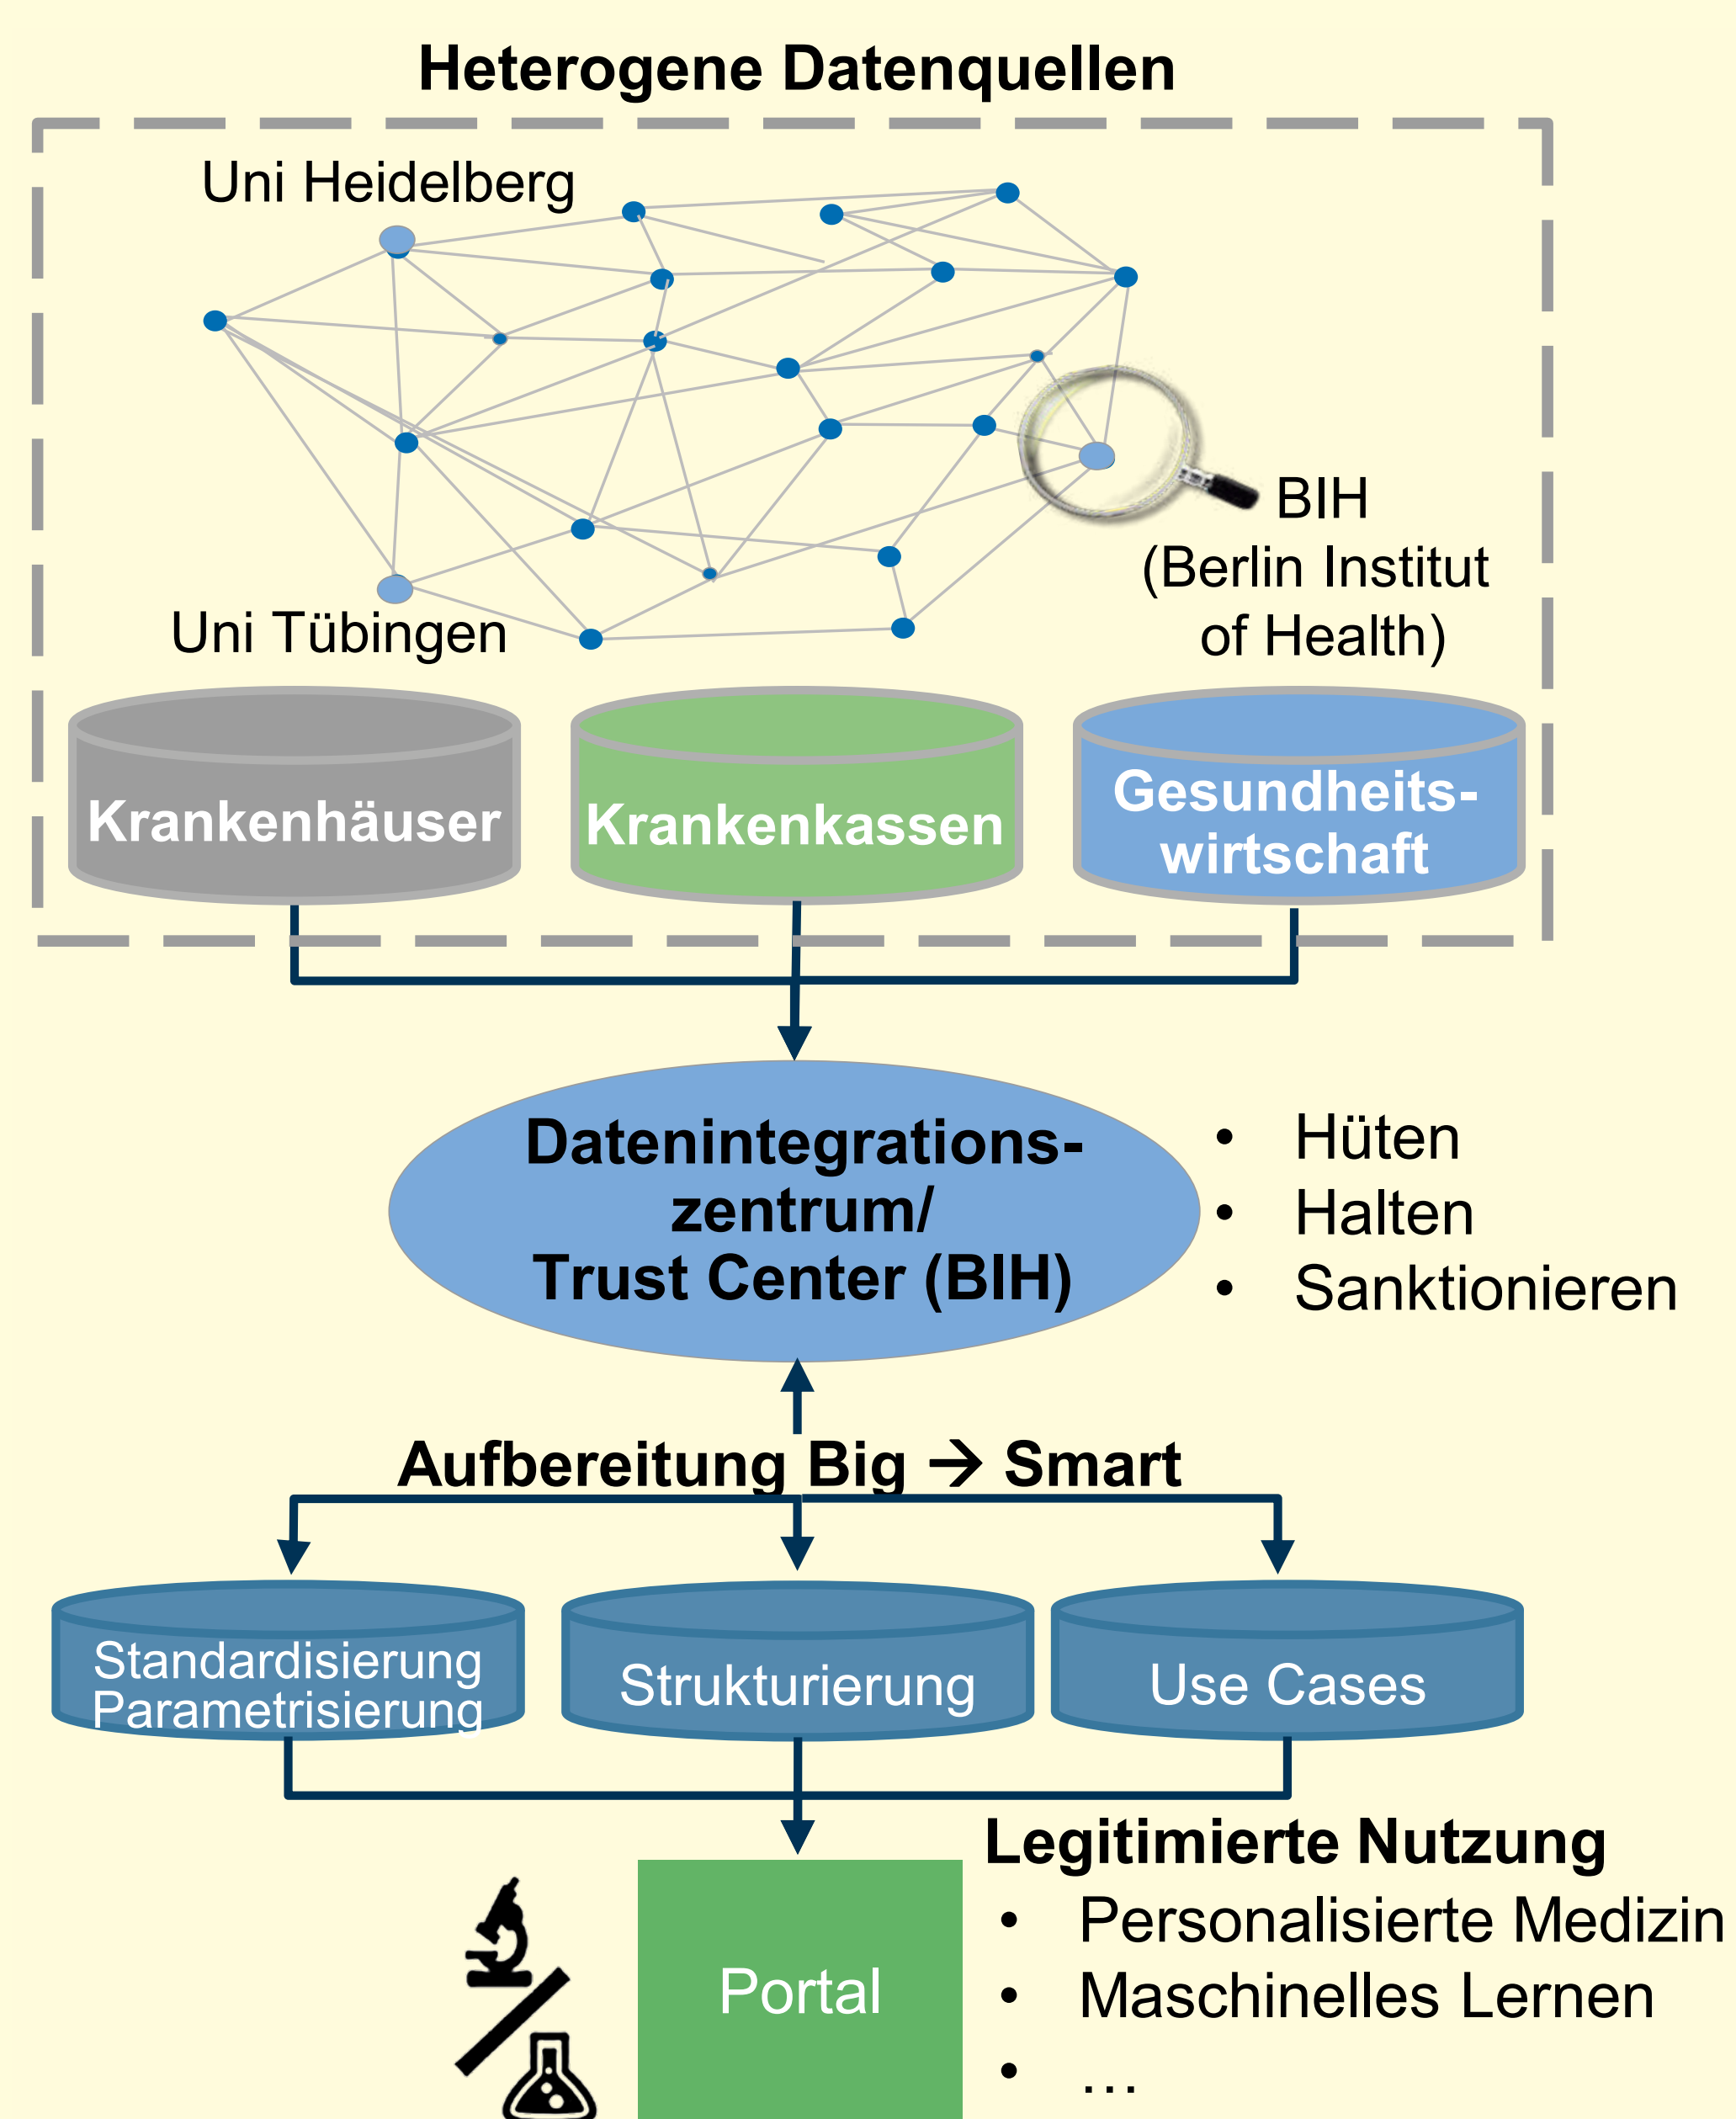 Heterogene Datenquellen
Uni Heidelberg
BIH
(Berlin Institut
of Health)
Uni Tübingen
Krankenhäuser
Krankenkassen
Gesundheits-
wirtschaft
Datenintegrations-
zentrum/
Trust Center (BIH)
• Hüten
• Halten
• Sanktionieren
Aufbereitung Big → Smart
Standardisierung
Parametrisierung
Strukturierung
Use Cases
Portal
Legitimierte Nutzung
• Personalisierte Medizin
• Maschinelles Lernen
• …